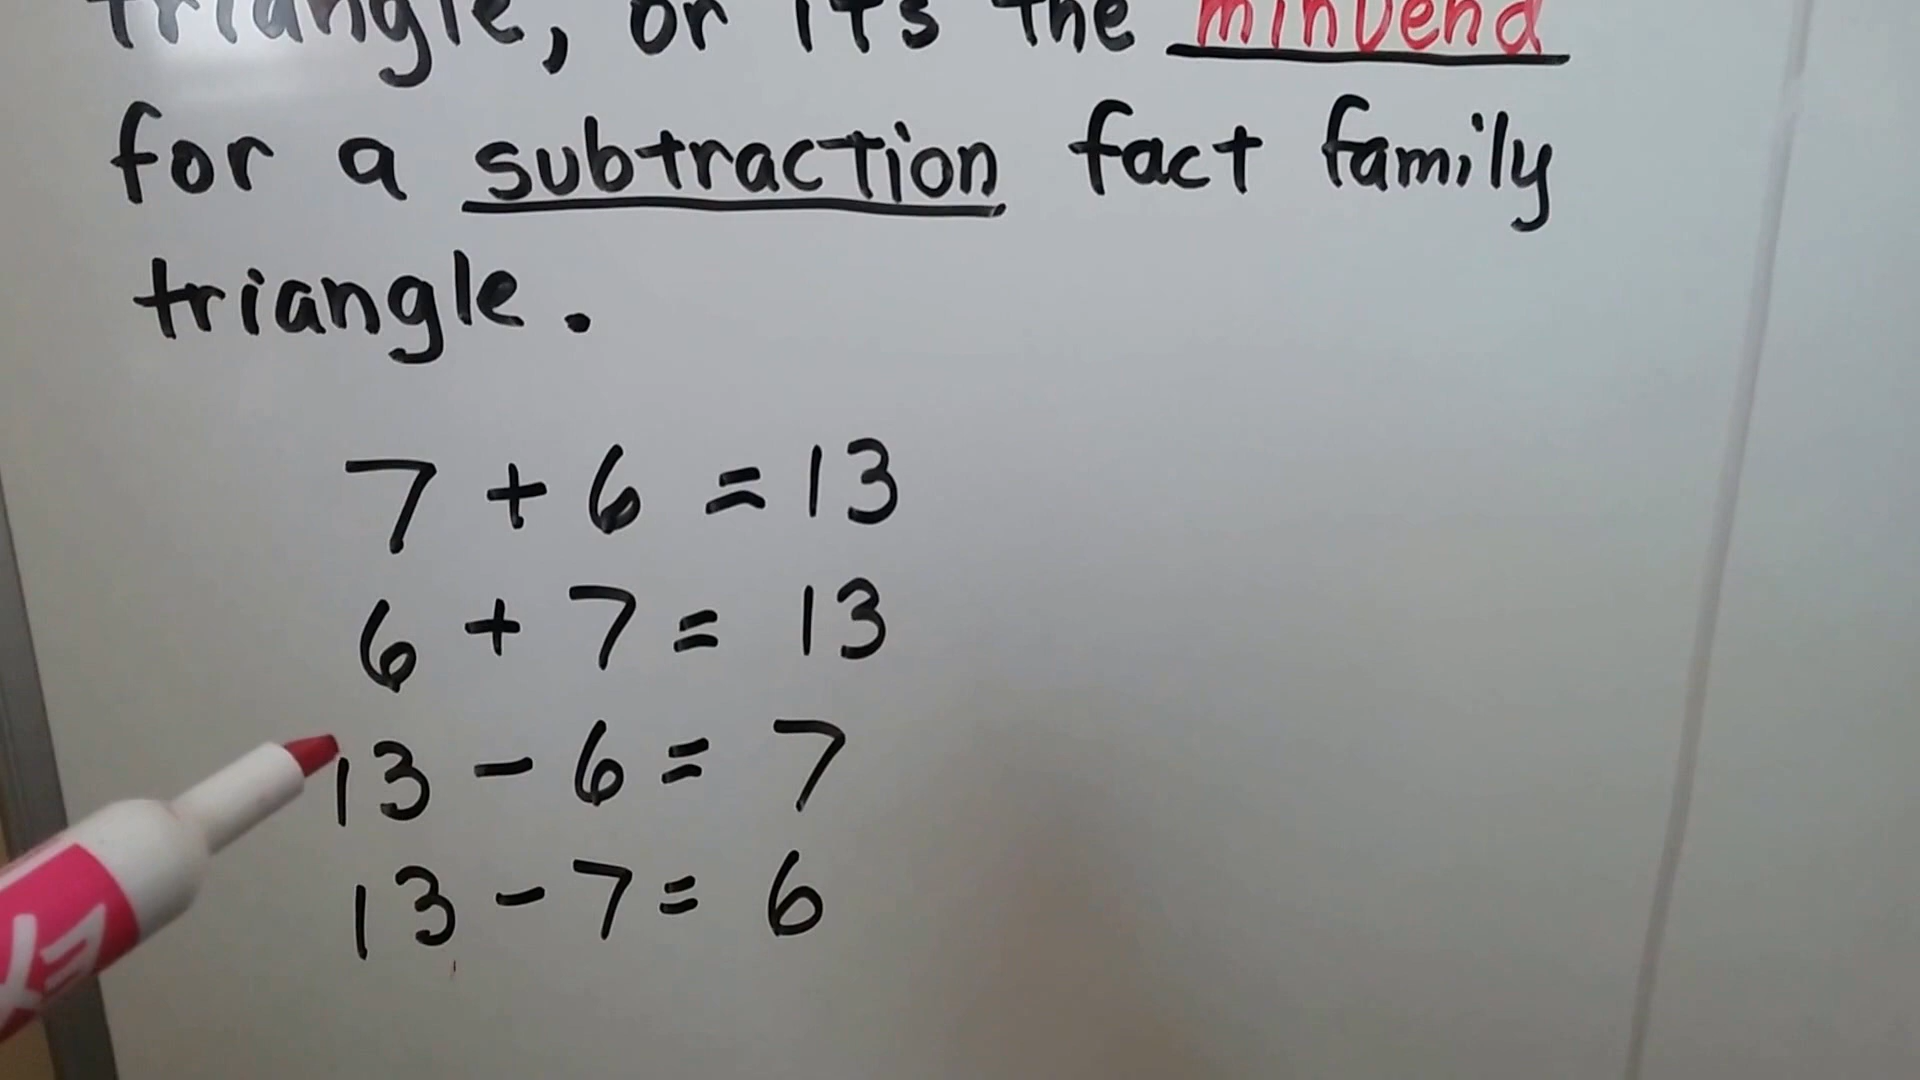 triangle, or it's the minuend
for a subtraction fact family
triangle.
7 + 6 = 13
6 + 7 = 13
13 - 6 = 7
13 - 7 = 6